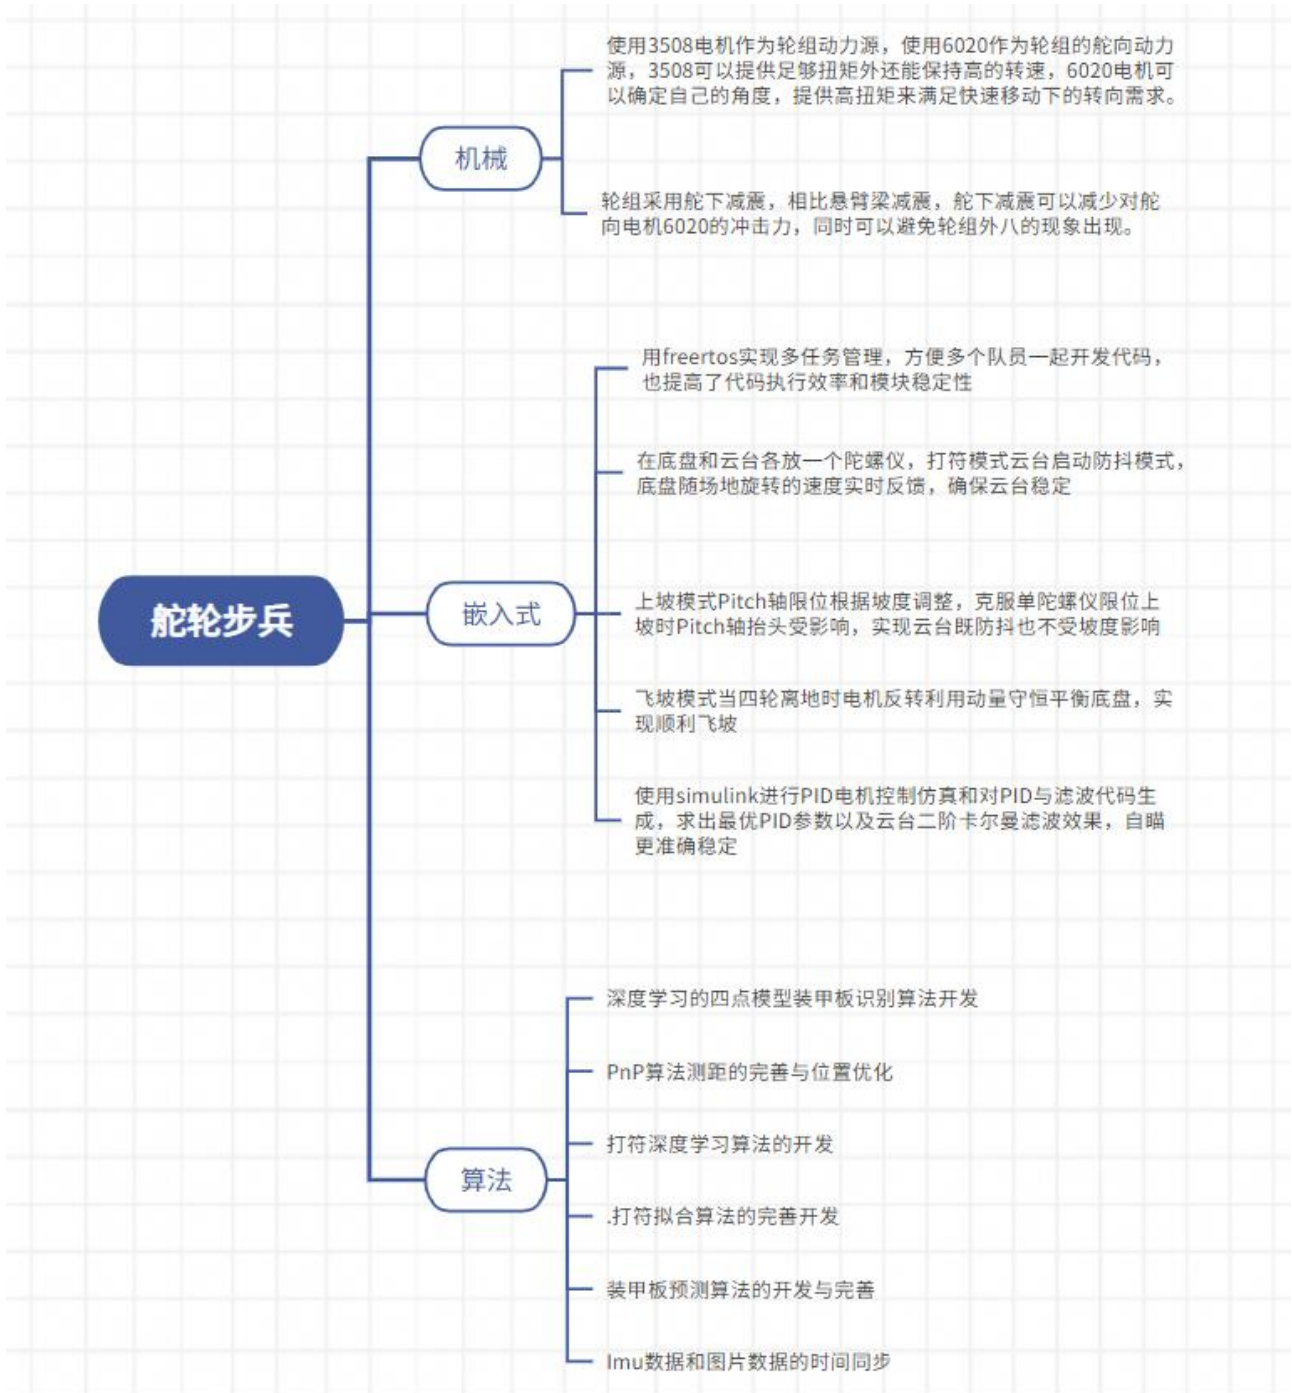 使用3508电机作为轮组动力源，使用6020作为轮组的舵向动力
源，3508可以提供足够扭矩外还能保持高的转速，6020电机可
以确定自己的角度，提供高扭矩来满足快速移动下的转向需求。
机械
轮组采用舵下减震，相比悬臂梁减震，舵下减震可以减少对舵
向电机6020的冲击力，同时可以避免轮组外八的现象出现。
用freertos实现多任务管理，方便多个队员一起开发代码，
也提高了代码执行效率和模块稳定性
在底盘和云台各放一个陀螺仪，打符模式云台启动防抖模式，
底盘随场地旋转的速度实时反馈，确保云台稳定
舵轮步兵
嵌入式
上坡模式Pitch轴限位根据坡度调整，克服单陀螺仪限位上
坡时Pitch轴抬头受影响，实现云台既防抖也不受坡度影响
飞坡模式当四轮离地时电机反转利用动量守恒平衡底盘，实
现顺利飞坡
使用simulink进行PID电机控制仿真和对PID与滤波代码生
成，求出最优PID参数以及云台二阶卡尔曼滤波效果，自瞄
更准确稳定
深度学习的四点模型装甲板识别算法开发
PnP算法测距的完善与位置优化
打符深度学习算法的开发
算法
.打符拟合算法的完善开发
装甲板预测算法的开发与完善
Imu数据和图片数据的时间同步